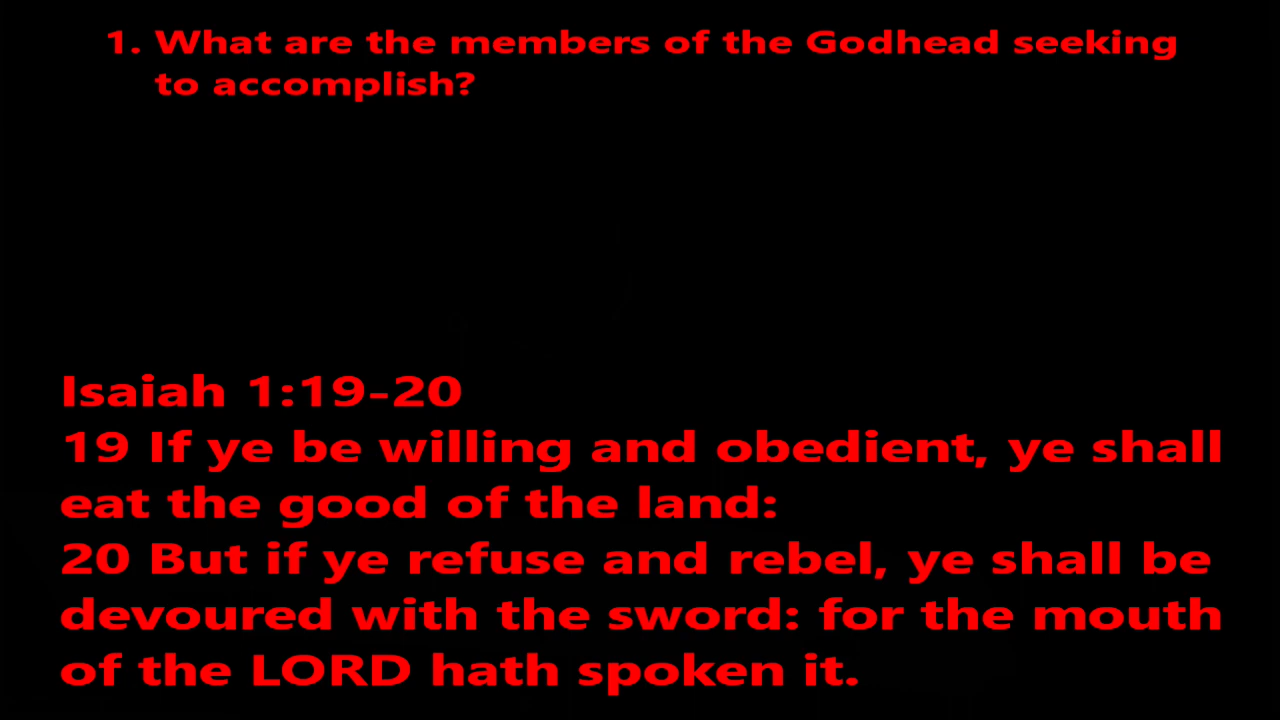 1. What are the members of the Godhead seeking
to accomplish?
Isaiah 1:19-20
19 If ye be willing and obedient, ye shall
eat the good of the land:
20 But if ye refuse and rebel, ye shall be
devoured with the sword: for the mouth
of the LORD hath spoken it.